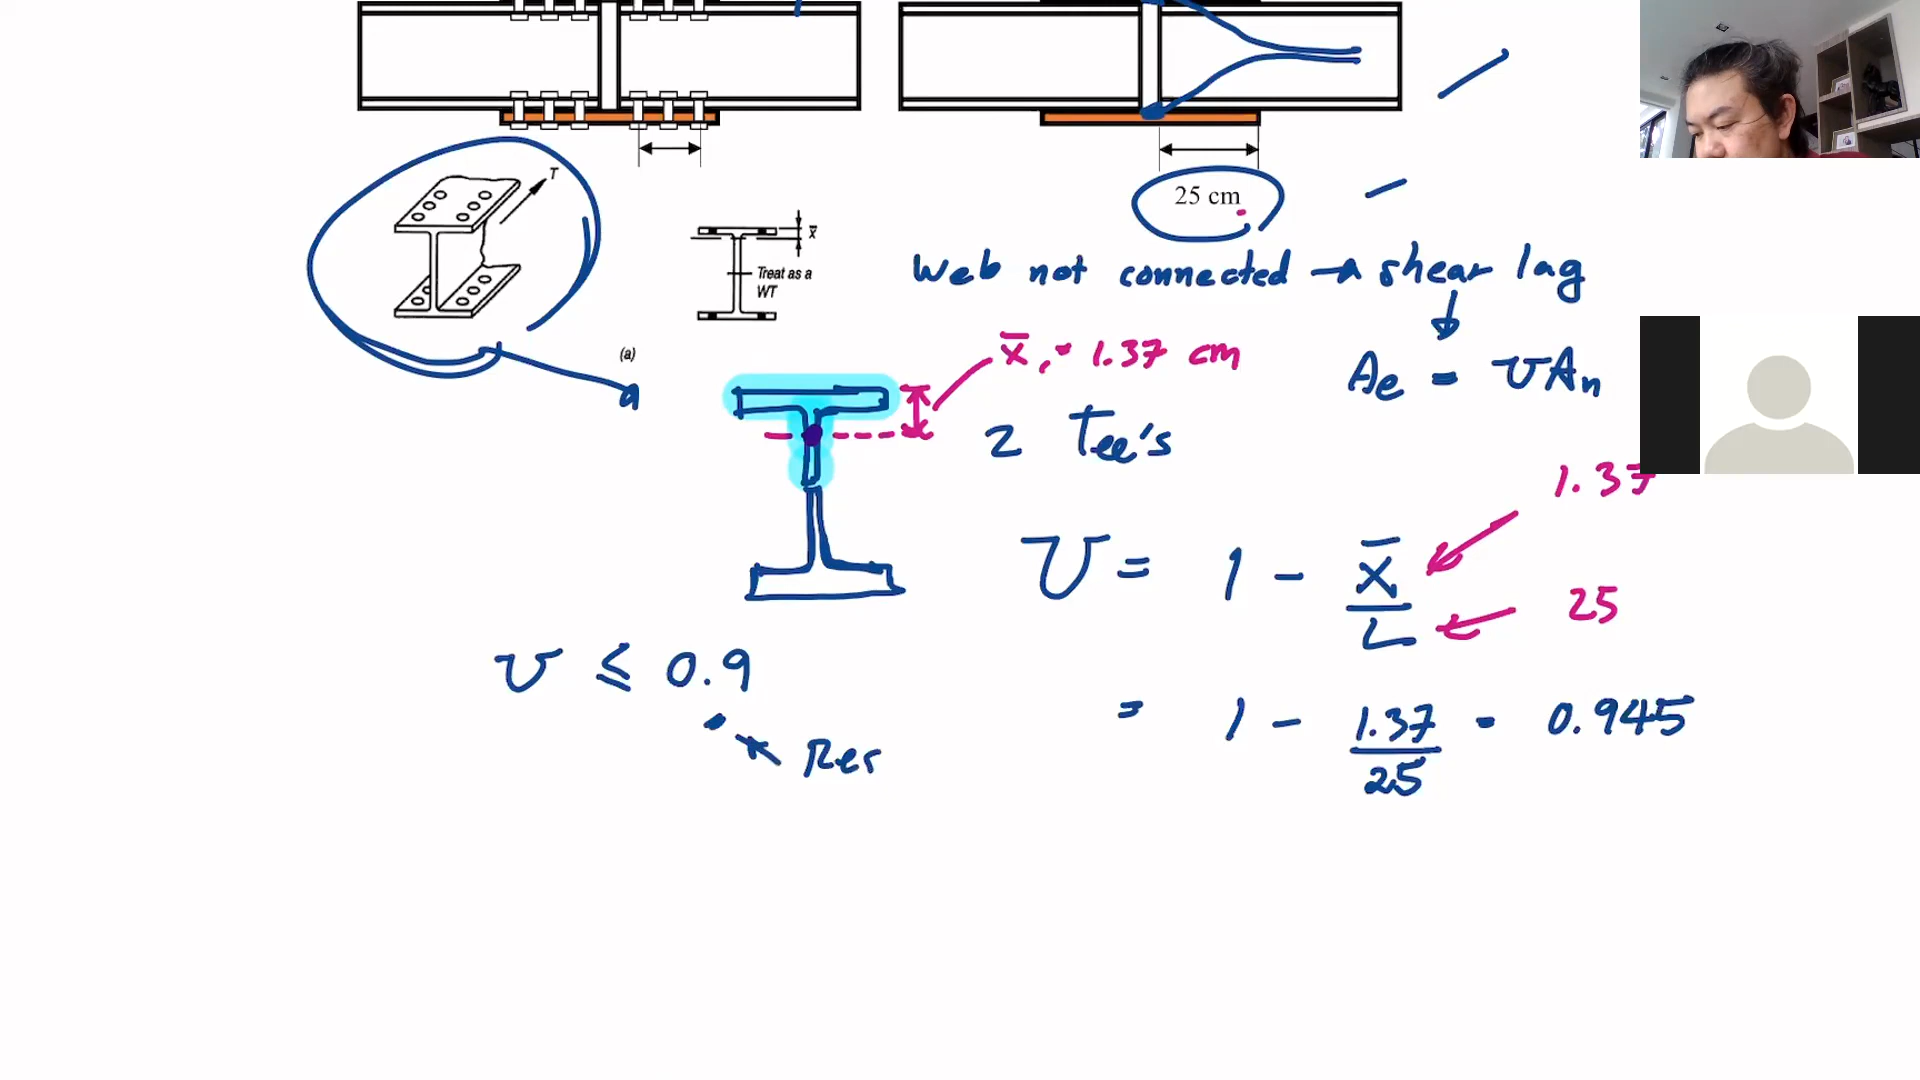 T
25 cm
x̄
Treat as a
WT
(a)
Web not connected → shear lag
x̄, = 1.37 cm
Ae = UAn
2 Tee's
1.37
U = 1 - x̄/L
25
U ≤ 0.9
= 1 - 1.37/25 = 0.945